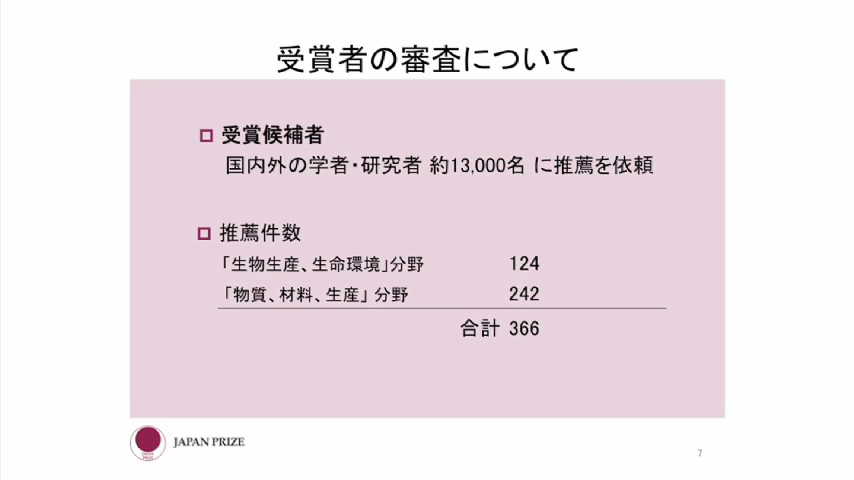 受賞者の審査について
受賞候補者
国内外の学者・研究者 約13,000名 に推薦を依頼
推薦件数
「生物生産、生命環境」分野 124
「物質、材料、生産」 分野 242
合計 366
JAPAN PRIZE
7